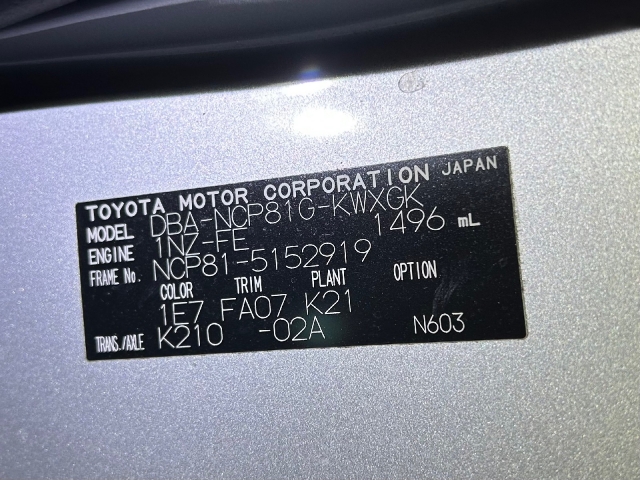 TOYOTA MOTOR CORPORATION JAPAN
MODEL DBA-NCP81G-KWXGK
ENGINE 1NZ-FE 1496 mL
FRAME No. NCP81-5152919
COLOR TRIM PLANT OPTION
1E7 FA07 K21
TRANS./AXLE K210 -02A N603